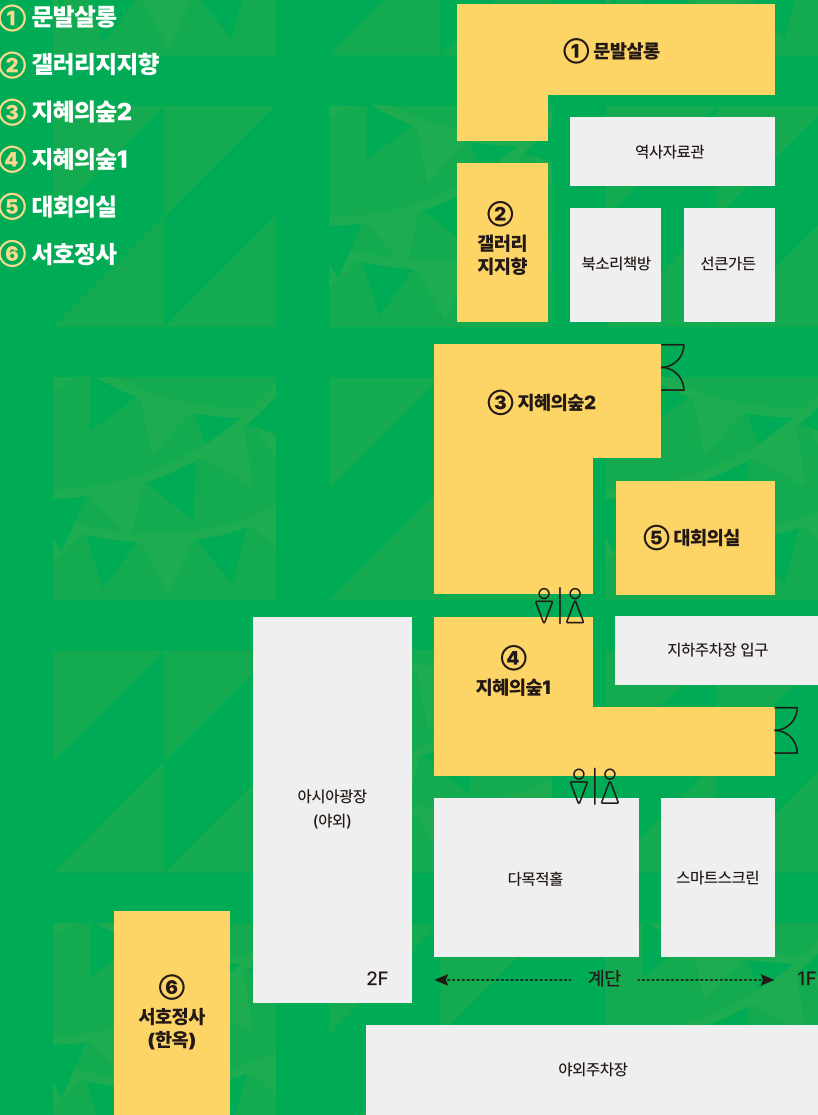 ① 문발살롱
② 갤러리지지향
③ 지혜의숲2
④ 지혜의숲1
⑤ 대회의실
⑥ 서호정사
① 문발살롱
역사자료관
②
갤러리
지지향
북소리책방
선큰가든
③ 지혜의숲2
⑤ 대회의실
④
지혜의숲1
지하주차장 입구
아시아광장
(야외)
다목적홀
스마트스크린
2F
계단
1F
⑥
서호정사
(한옥)
야외주차장